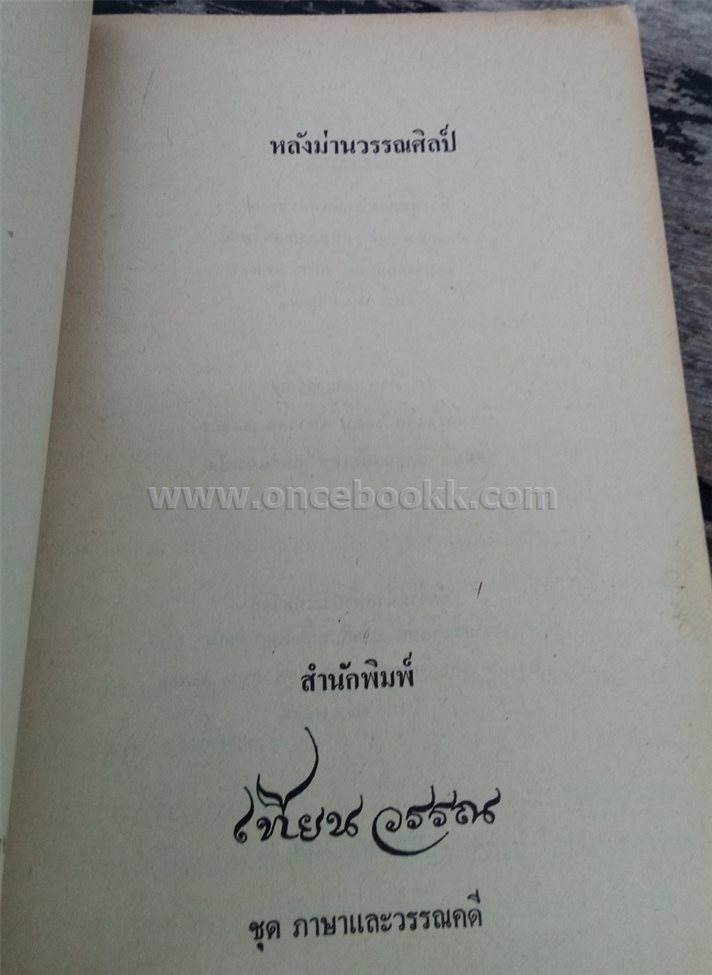 หลังม่านวรรณศิลป์
www.oncebookk.com
สำนักพิมพ์
เทียนวรรณ
ชุด ภาษาและวรรณคดี